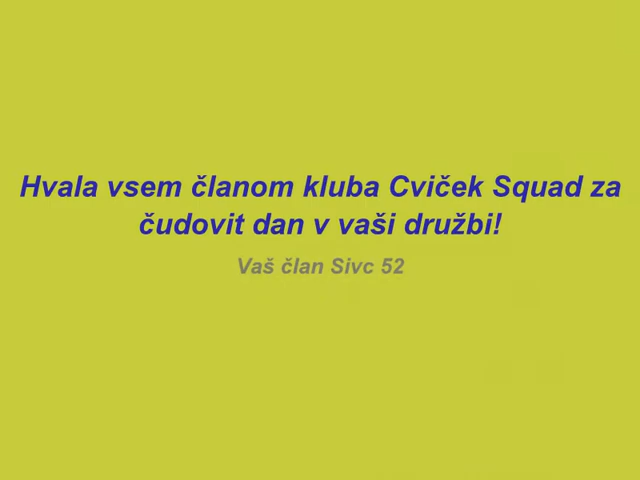 Hvala vsem članom kluba Cviček Squad za
čudovit dan v vaši družbi!
Vaš član Sivc 52